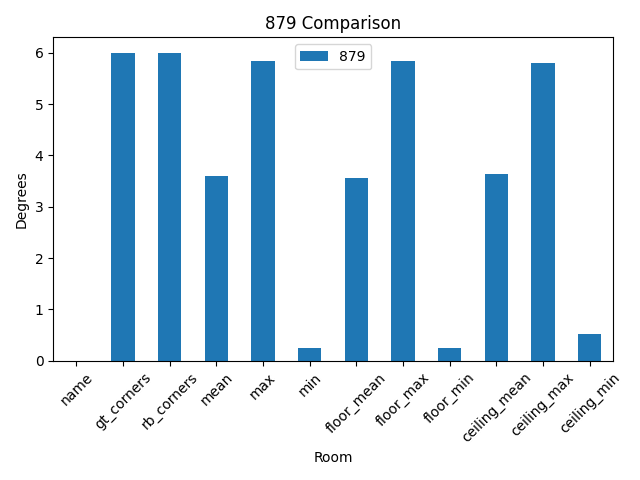 879 Comparison
879
6
5
4
3
2
1
0
Degrees
name
gt_corners
rb_corners
mean
max
min
floor_mean
floor_max
floor_min
ceiling_mean
ceiling_max
ceiling_min
Room